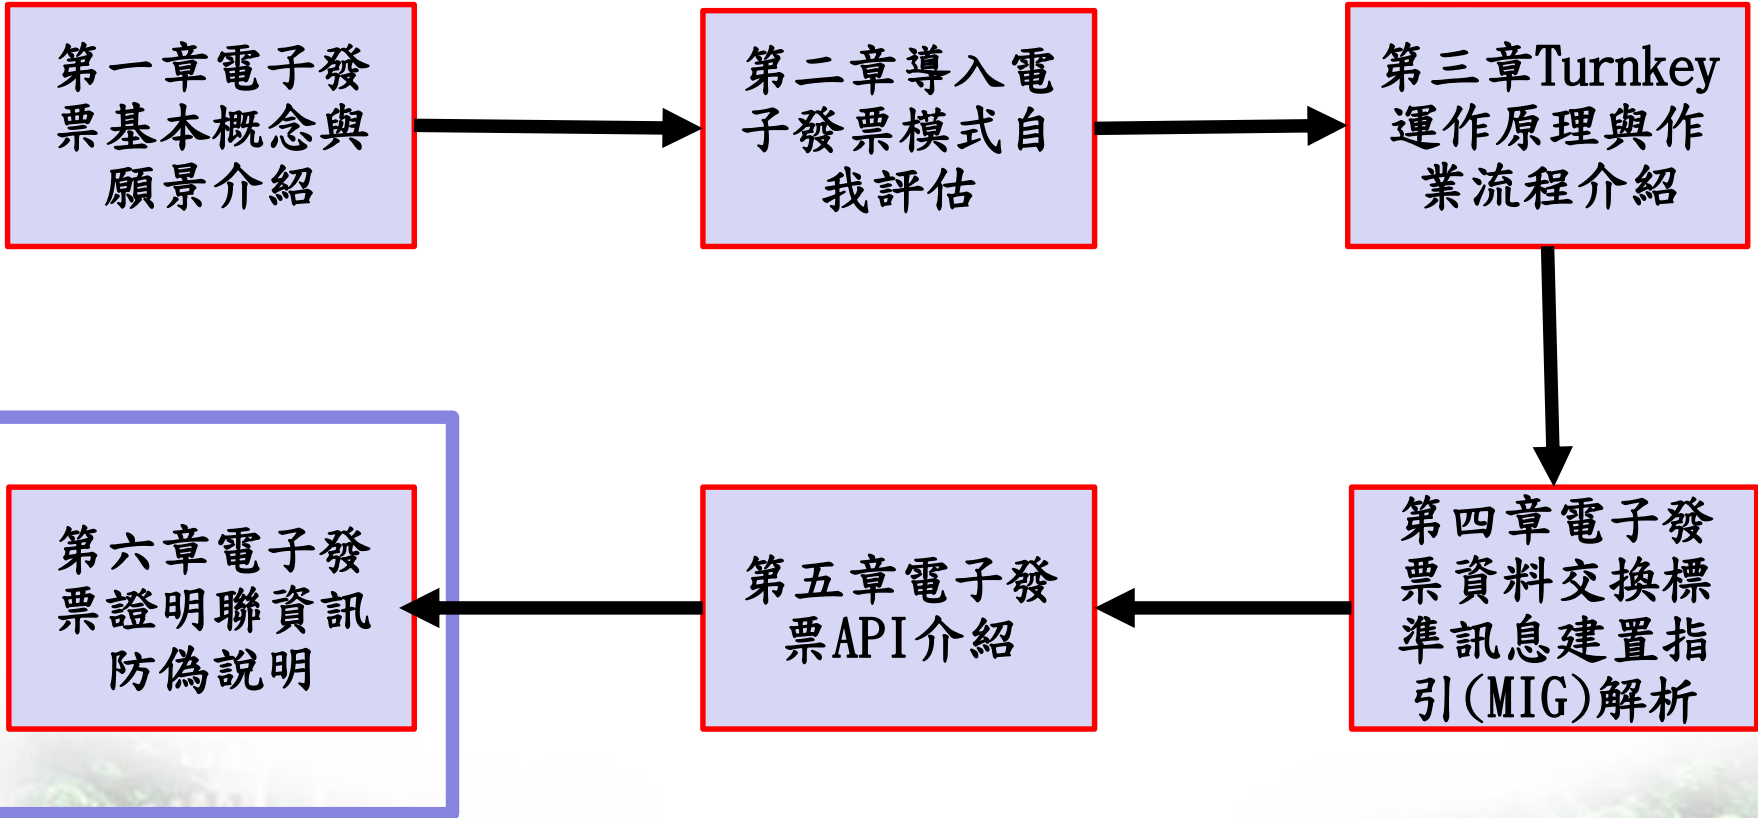 第一章電子發
票基本概念與
願景介紹
第二章導入電
子發票模式自
我評估
第三章Turnkey
運作原理與作
業流程介紹
第四章電子發
票資料交換標
準訊息建置指
引(MIG)解析
第五章電子發
票API介紹
第六章電子發
票證明聯資訊
防偽說明